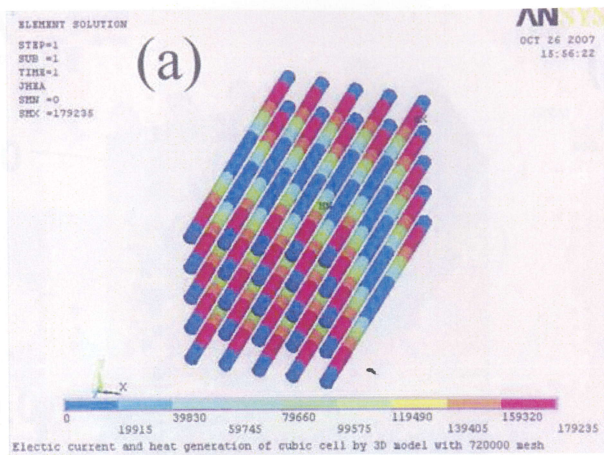 ELEMENT SOLUTION
STEP=1
SUB =1
TIME=1
JHEA
SMN =0
SMX =179235
(a)
ANSYS
OCT 26 2007
15:56:22
MX
MN
X
0 39830 79660 119490 159320
19915 59745 99575 139405 179235
Electic current and heat generation of cubic cell by 3D model with 720000 mesh